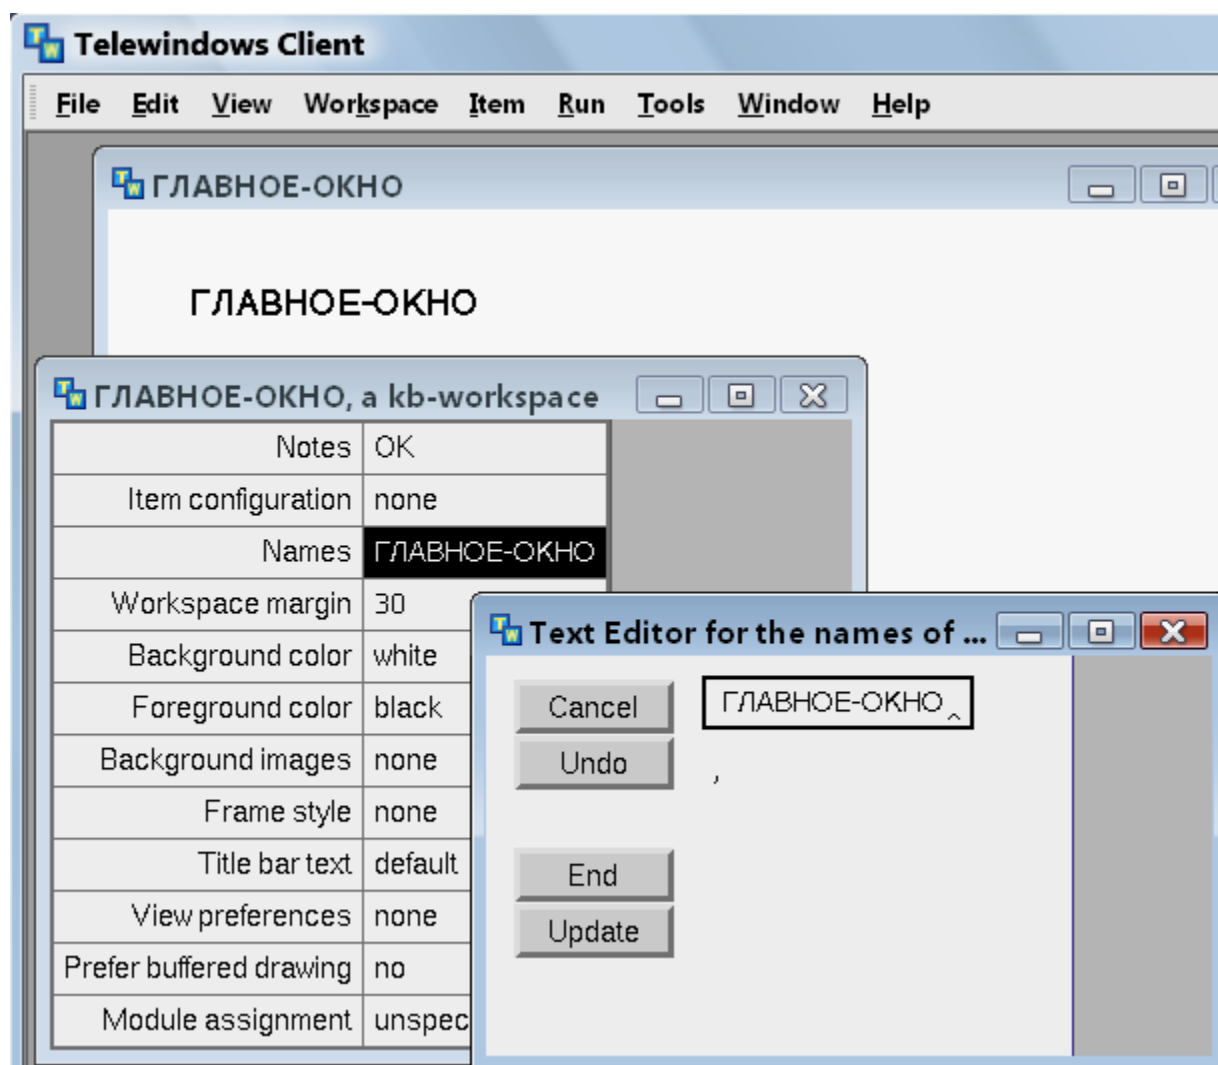 Telewindows Client
File Edit View Workspace Item Run Tools Window Help
ГЛАВНОЕ-ОКНО
ГЛАВНОЕ-ОКНО
ГЛАВНОЕ-ОКНО, a kb-workspace
Notes OK
Item configuration none
Names ГЛАВНОЕ-ОКНО
Workspace margin 30
Background color white
Foreground color black
Background images none
Frame style none
Title bar text default
View preferences none
Prefer buffered drawing no
Module assignment unspec
Text Editor for the names of ...
Cancel ГЛАВНОЕ-ОКНО
Undo ,
End
Update